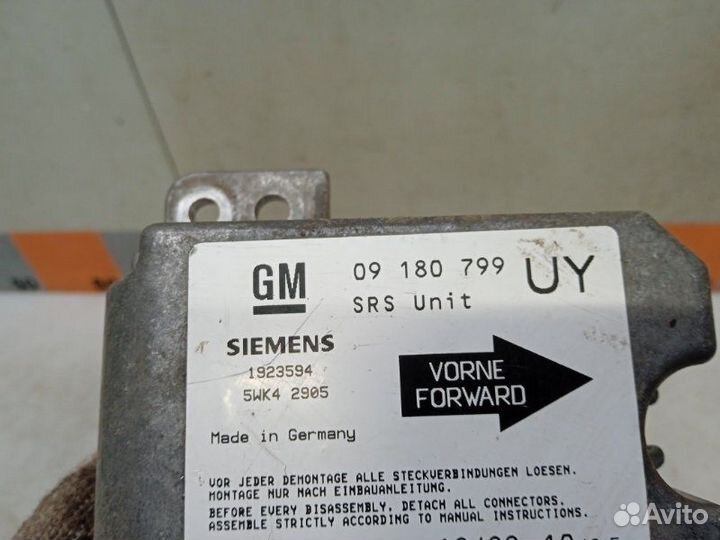 GM 09 180 799 UY
SRS Unit
SIEMENS
1923594
5WK4 2905
VORNE
FORWARD
Made in Germany
VOR JEDER DEMONTAGE ALLE STECKVERBINDUNGEN LOESEN.
MONTAGE NUR NACH EINBAUANLEITUNG.
BEFORE EVERY DISASSEMBLY, DETACH ALL CONNECTORS.
ASSEMBLE STRICTLY ACCORDING TO MANUAL INSTRUCTIONS.
Avito